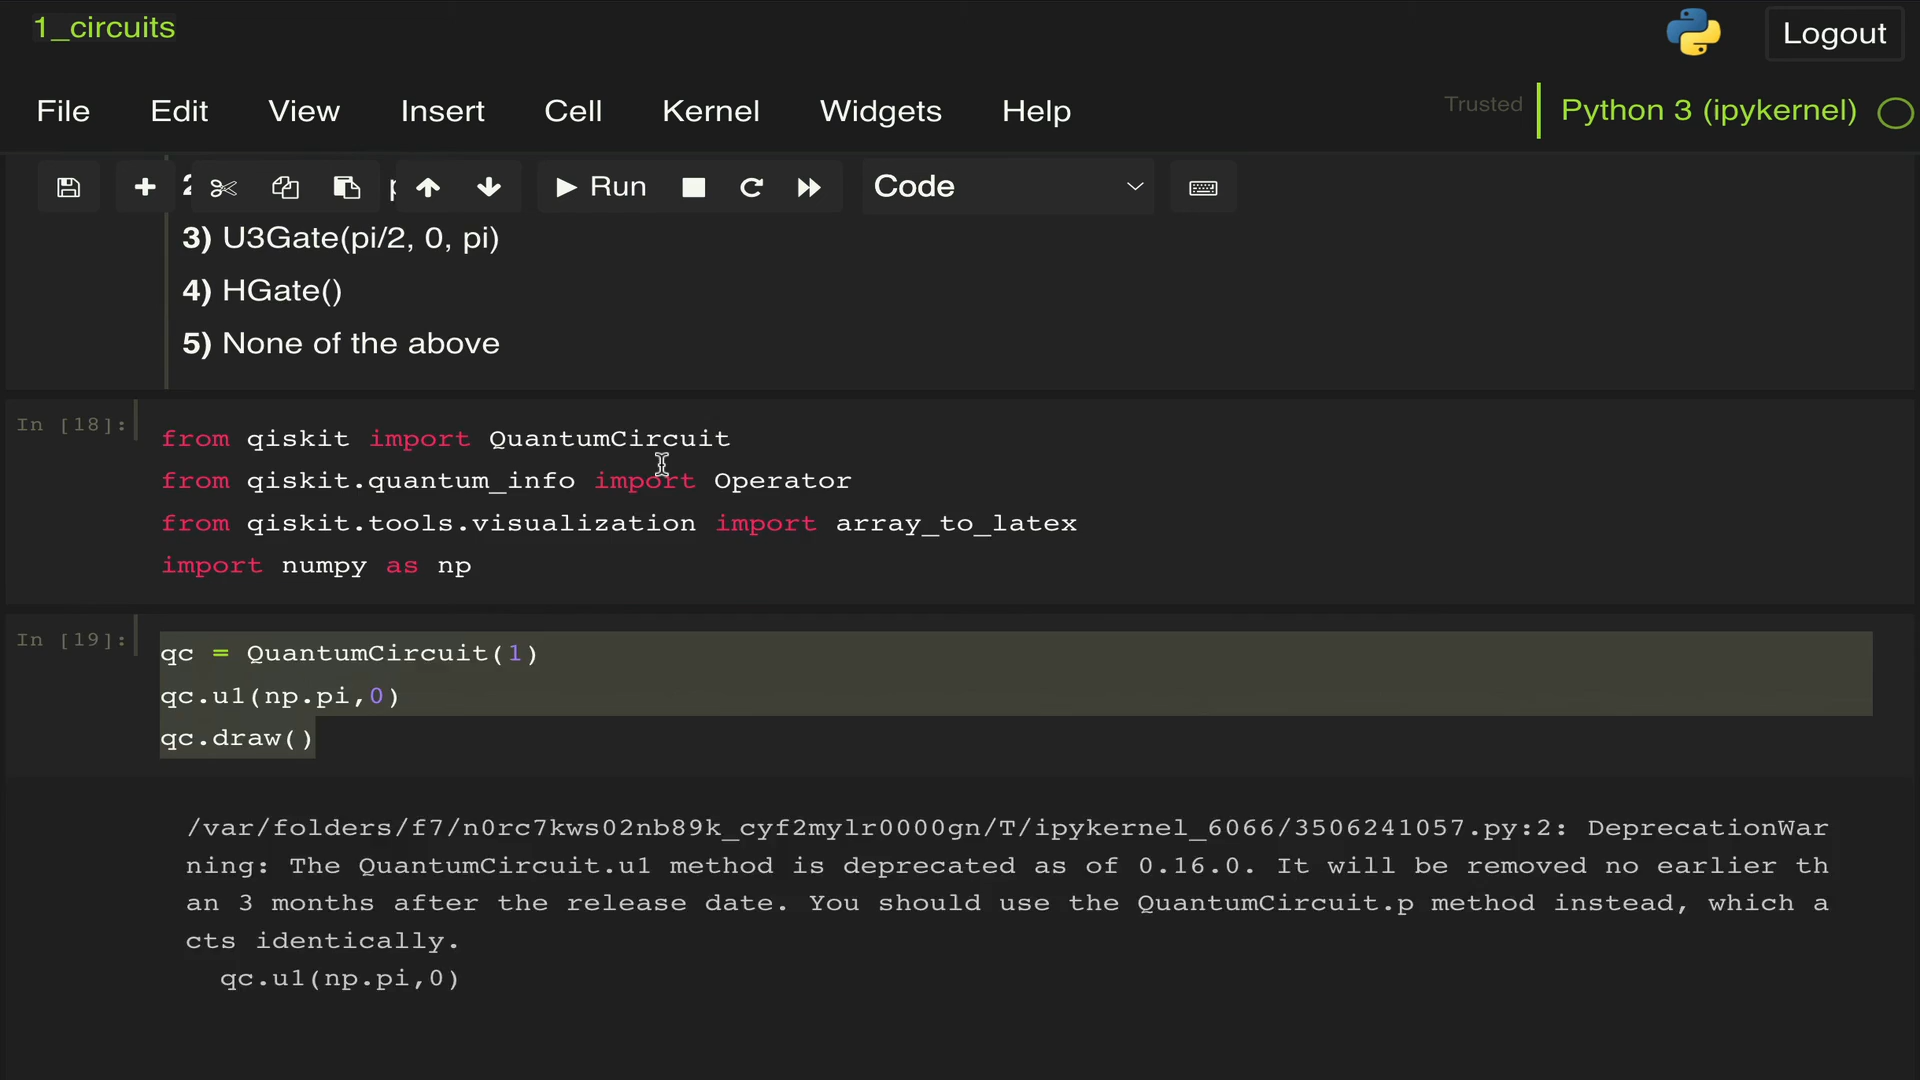 1_circuits
Logout
File Edit View Insert Cell Kernel Widgets Help Trusted Python 3 (ipykernel)
Run Code
3) U3Gate(pi/2, 0, pi)
4) HGate()
5) None of the above
In [18]:
from qiskit import QuantumCircuit
from qiskit.quantum_info import Operator
from qiskit.tools.visualization import array_to_latex
import numpy as np
In [19]:
qc = QuantumCircuit(1)
qc.u1(np.pi,0)
qc.draw()
/var/folders/f7/n0rc7kws02nb89k_cyf2mylr0000gn/T/ipykernel_6066/3506241057.py:2: DeprecationWar
ning: The QuantumCircuit.u1 method is deprecated as of 0.16.0. It will be removed no earlier th
an 3 months after the release date. You should use the QuantumCircuit.p method instead, which a
cts identically.
qc.u1(np.pi,0)